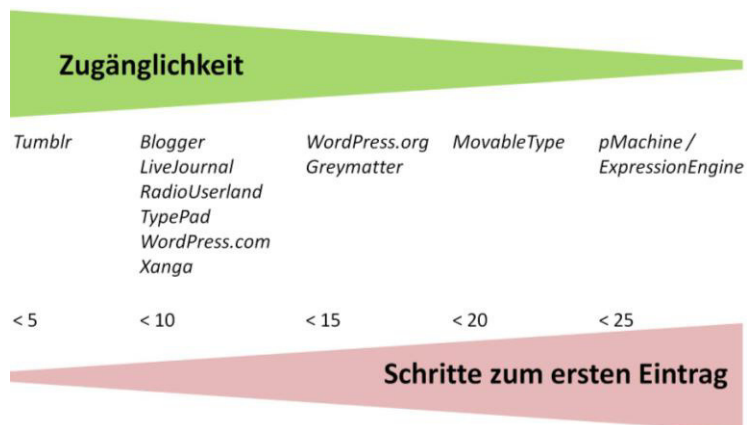 Zugänglichkeit
Tumblr
Blogger
LiveJournal
RadioUserland
TypePad
WordPress.com
Xanga
WordPress.org
Greymatter
MovableType
pMachine /
ExpressionEngine
< 5
< 10
< 15
< 20
< 25
Schritte zum ersten Eintrag